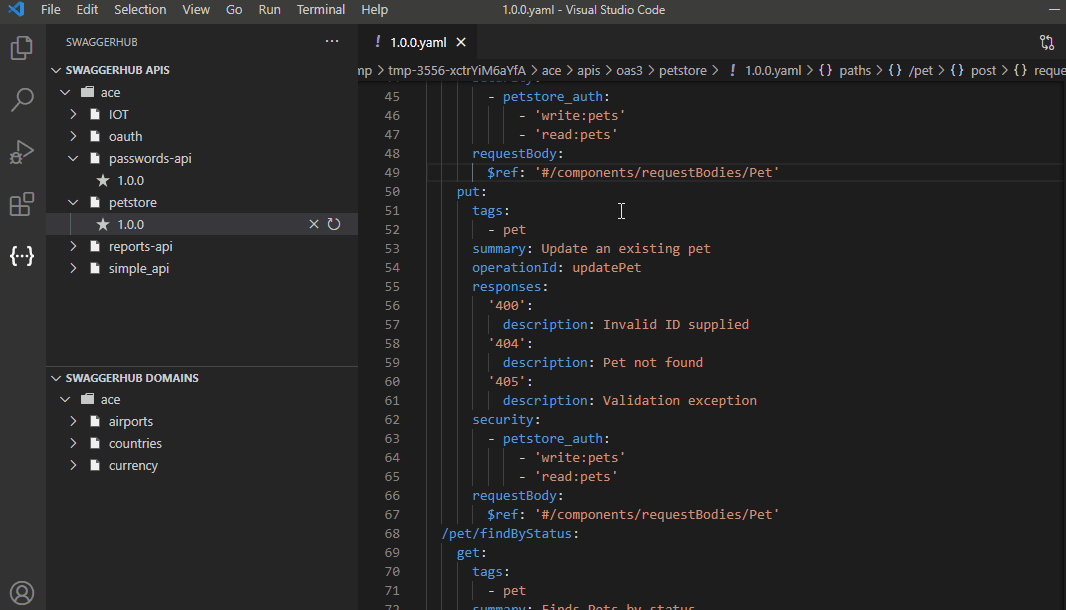 File Edit Selection View Go Run Terminal Help 1.0.0.yaml - Visual Studio Code
SWAGGERHUB ···
SWAGGERHUB APIS
ace
IOT
oauth
passwords-api
1.0.0
petstore
1.0.0
reports-api
simple_api
SWAGGERHUB DOMAINS
ace
airports
countries
currency
! 1.0.0.yaml
mp > tmp-3556-xctrYiM6aYfA > ace > apis > oas3 > petstore > ! 1.0.0.yaml > {} paths > {} /pet > {} post > {} reque
45 - petstore_auth:
46 - 'write:pets'
47 - 'read:pets'
48 requestBody:
49 $ref: '#/components/requestBodies/Pet'
50 put:
51 tags:
52 - pet
53 summary: Update an existing pet
54 operationId: updatePet
55 responses:
56 '400':
57 description: Invalid ID supplied
58 '404':
59 description: Pet not found
60 '405':
61 description: Validation exception
62 security:
63 - petstore_auth:
64 - 'write:pets'
65 - 'read:pets'
66 requestBody:
67 $ref: '#/components/requestBodies/Pet'
68 /pet/findByStatus:
69 get:
70 tags:
71 - pet
72 summary: Finds Pets by status